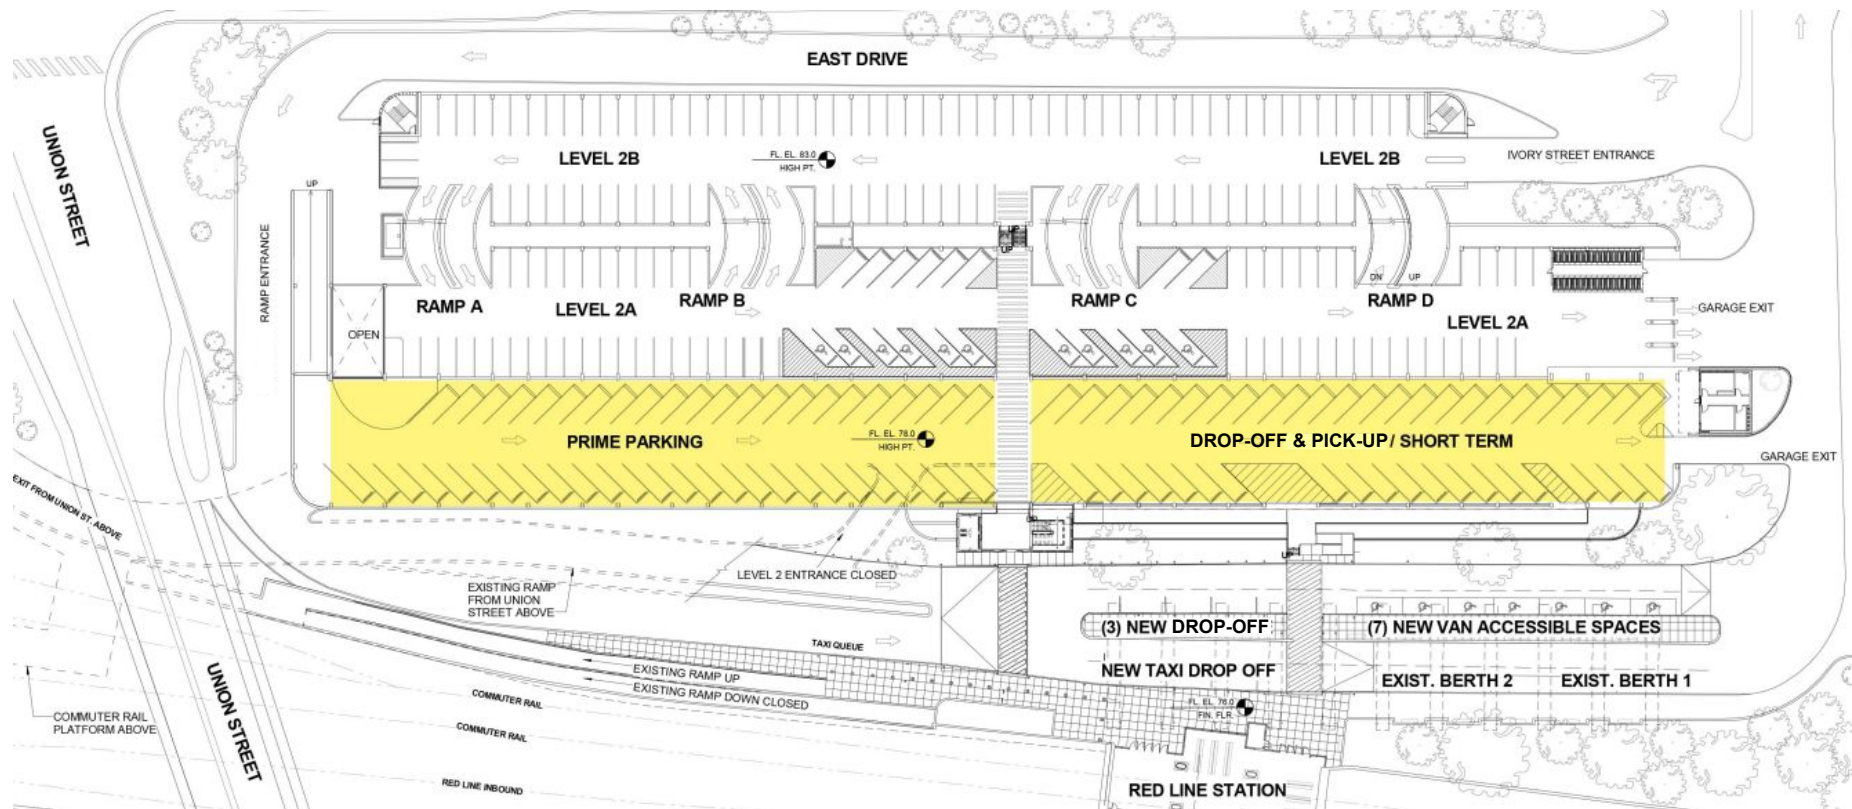 EAST DRIVE
UNION STREET
LEVEL 2B
FL. EL. 83.0
HIGH PT.
LEVEL 2B
IVORY STREET ENTRANCE
UP
RAMP ENTRANCE
UP
UP
DN
UP
RAMP A
LEVEL 2A
RAMP B
RAMP C
RAMP D
LEVEL 2A
GARAGE EXIT
OPEN
PRIME PARKING
FL. EL. 78.0
HIGH PT.
DROP-OFF & PICK-UP/ SHORT TERM
GARAGE EXIT
EXIT FROM UNION ST. ABOVE
LEVEL 2 ENTRANCE CLOSED
UP
EXISTING RAMP
FROM UNION
STREET ABOVE
(3) NEW DROP-OFF
(7) NEW VAN ACCESSIBLE SPACES
TAXI QUEUE
EXISTING RAMP UP
EXISTING RAMP DOWN CLOSED
NEW TAXI DROP OFF
EXIST. BERTH 2
EXIST. BERTH 1
UNION STREET
COMMUTER RAIL
FL. EL. 76.0
FIN. FLR.
COMMUTER RAIL
PLATFORM ABOVE
COMMUTER RAIL
RED LINE INBOUND
RED LINE STATION